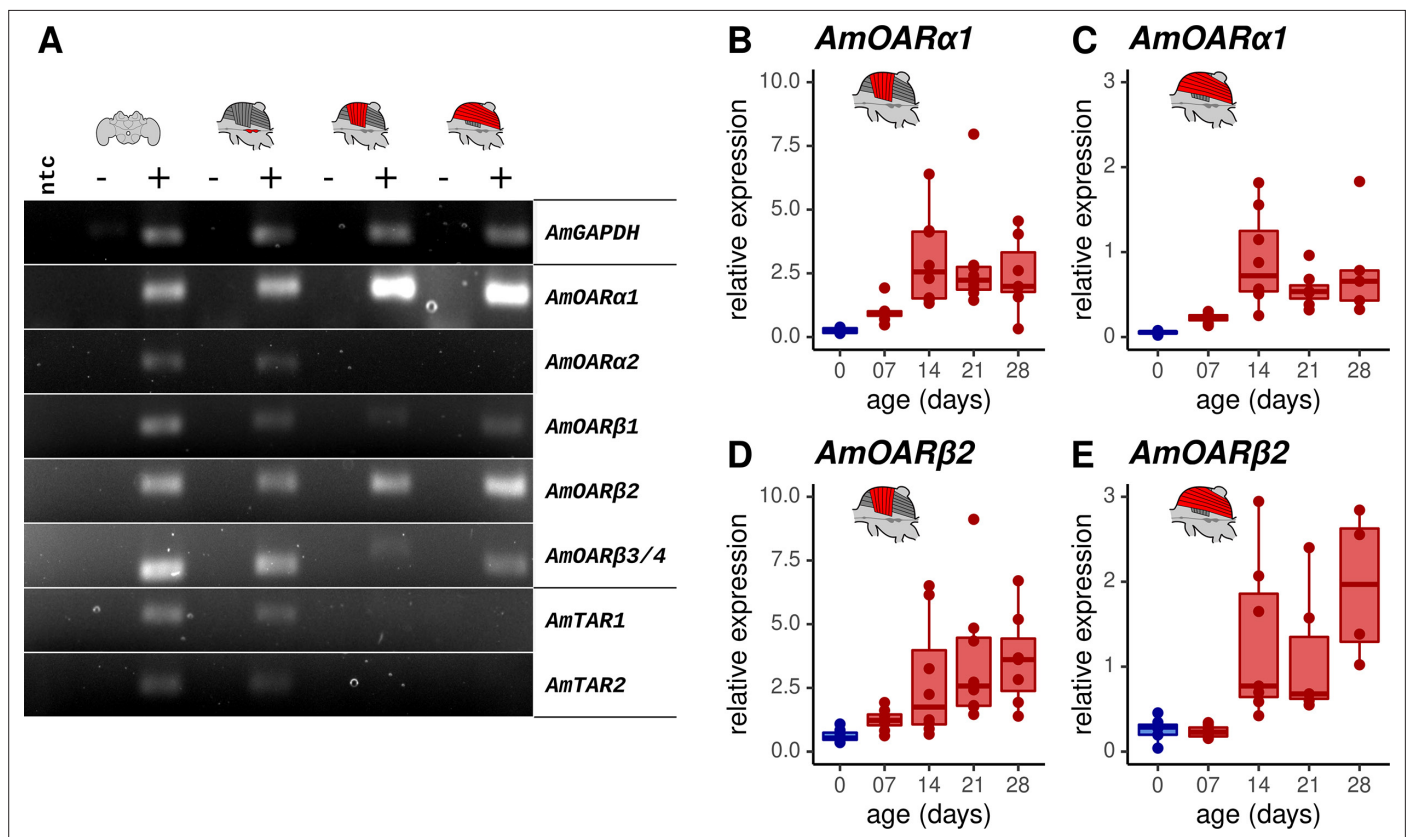 A
ntc - + - + - + - +
AmGAPDH
AmOARα1
AmOARα2
AmOARβ1
AmOARβ2
AmOARβ3/4
AmTAR1
AmTAR2
B AmOARα1
relative expression
10.0
7.5
5.0
2.5
0.0
0 07 14 21 28
age (days)
C AmOARα1
relative expression
3
2
1
0
0 07 14 21 28
age (days)
D AmOARβ2
relative expression
10.0
7.5
5.0
2.5
0.0
0 07 14 21 28
age (days)
E AmOARβ2
relative expression
3
2
1
0
0 07 14 21 28
age (days)